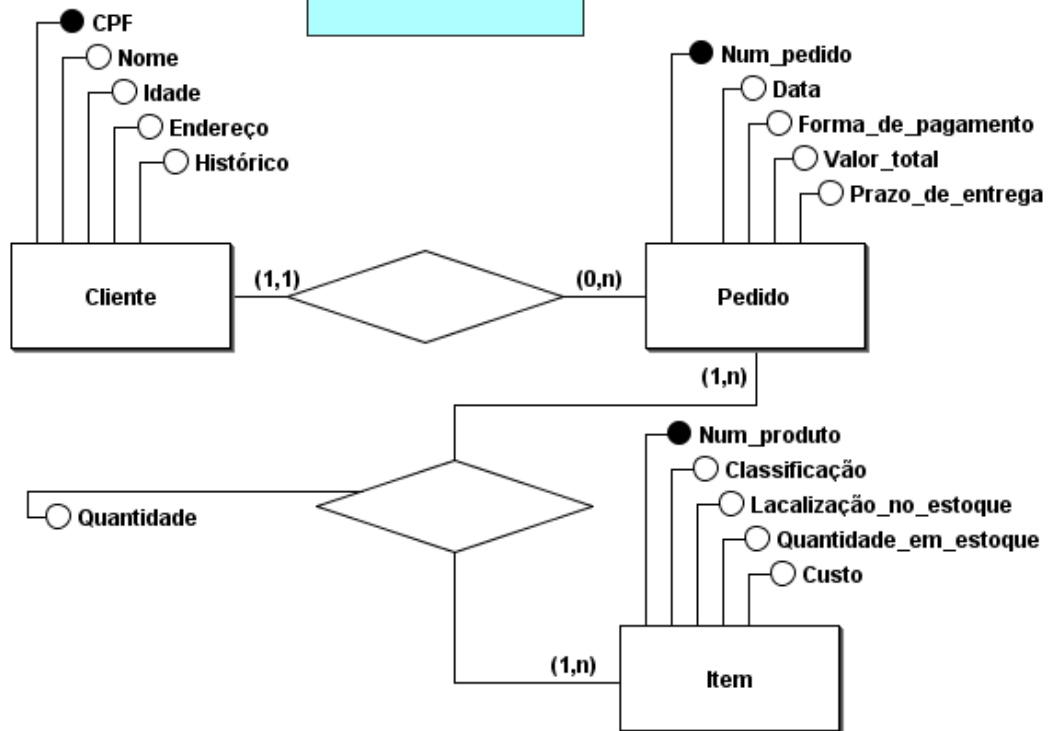 CPF
Nome
Idade
Endereço
Histórico
Num_pedido
Data
Forma_de_pagamento
Valor_total
Prazo_de_entrega
Cliente
(1,1)
(0,n)
Pedido
(1,n)
Quantidade
Num_produto
Classificação
Lacalização_no_estoque
Quantidade_em_estoque
Custo
(1,n)
Item